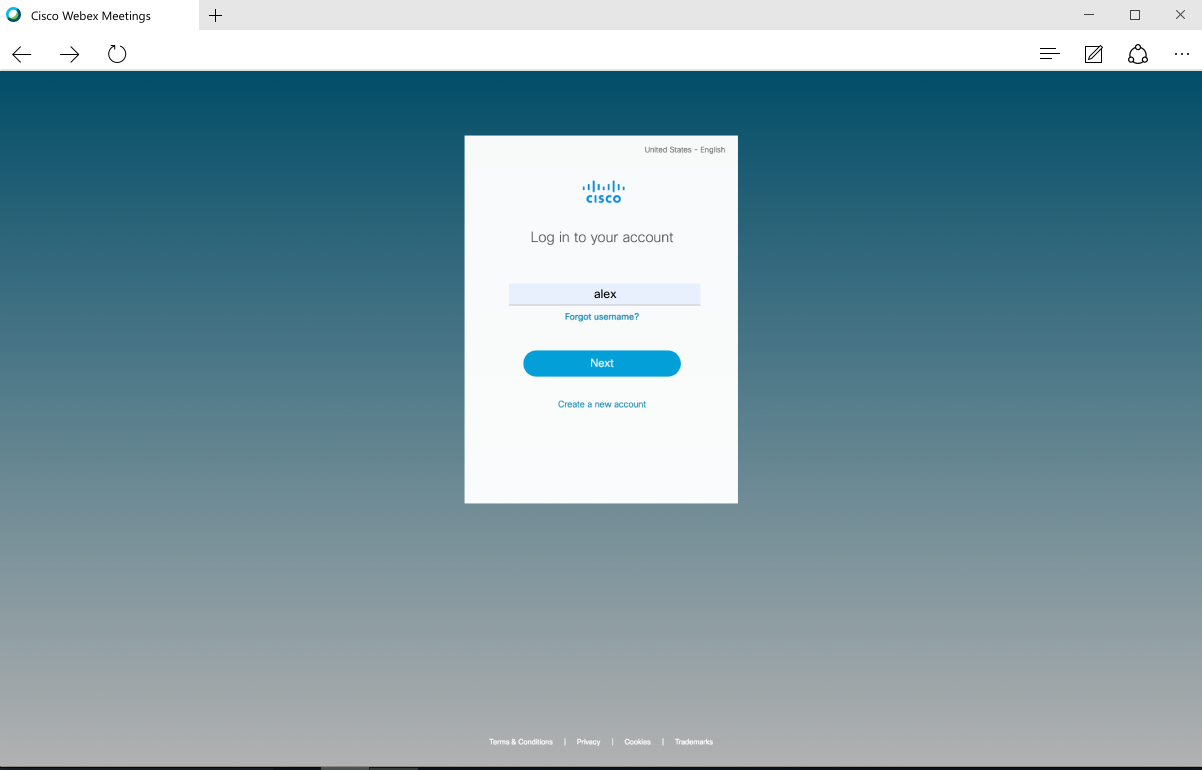 Cisco Webex Meetings
United States - English
CISCO
Log in to your account
alex
Forgot username?
Next
Create a new account
Terms & Conditions | Privacy | Cookies | Trademarks